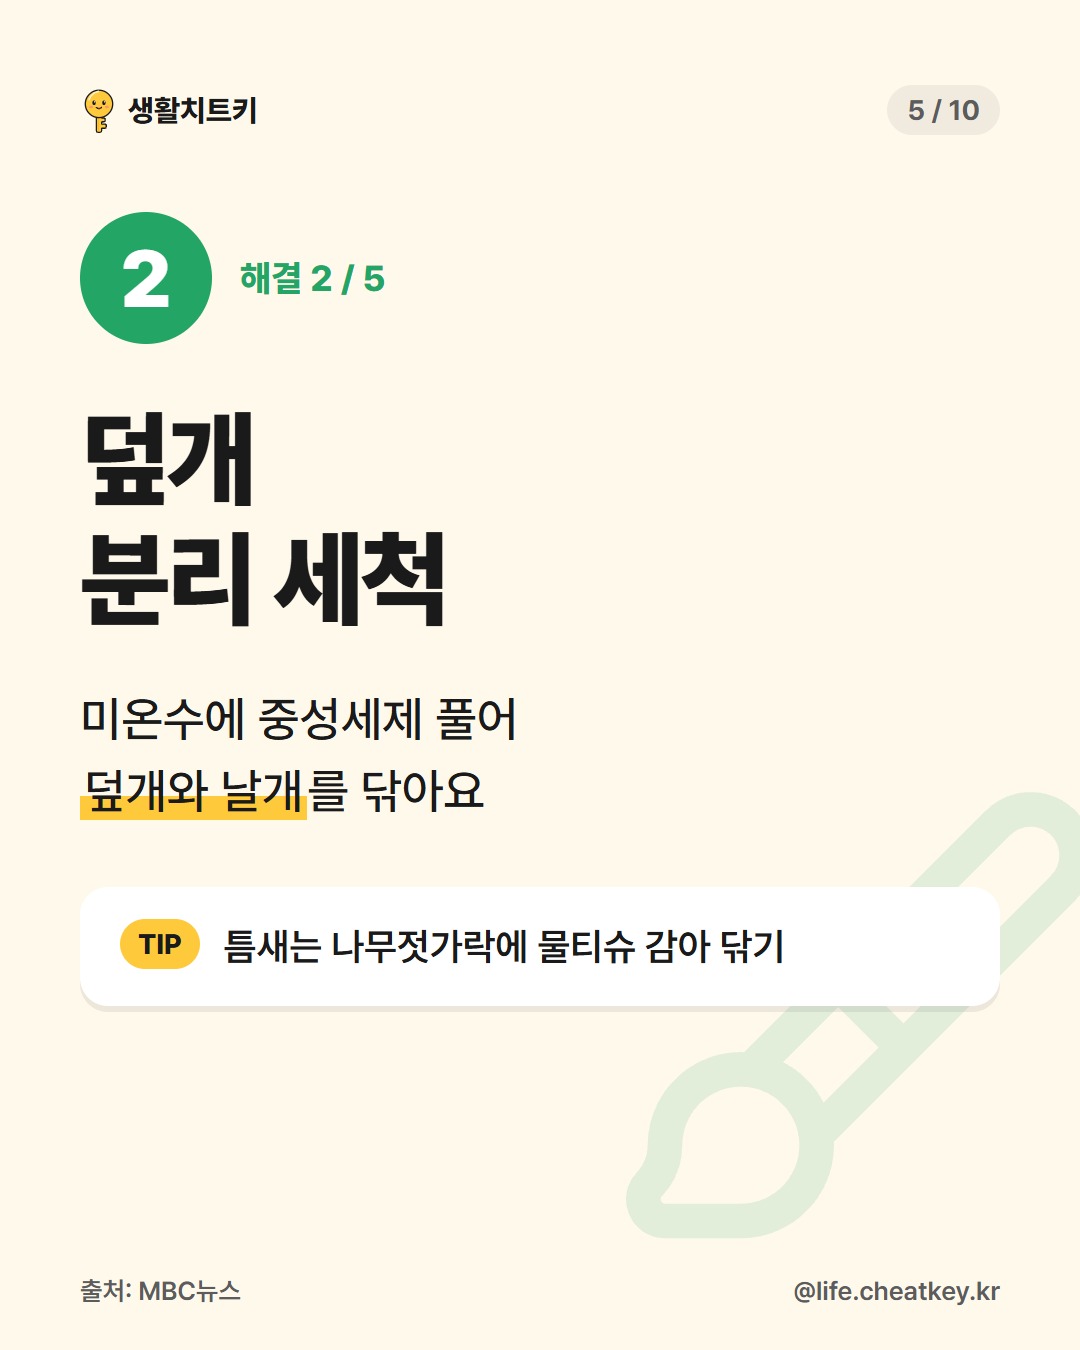 생활치트키
5 / 10
2
해결 2 / 5
덮개
분리 세척
미온수에 중성세제 풀어
덮개와 날개를 닦아요
TIP 틈새는 나무젓가락에 물티슈 감아 닦기
출처: MBC뉴스
@life.cheatkey.kr